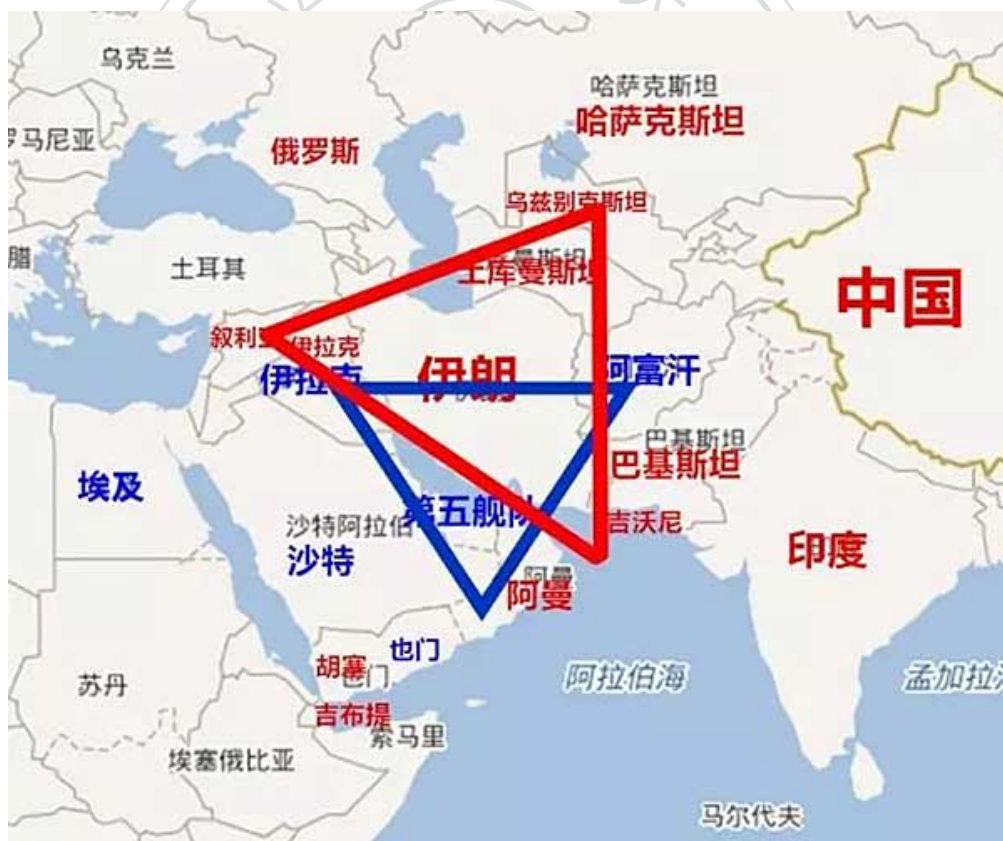 乌克兰
哈萨克斯坦
哈萨克斯坦
罗马尼亚
俄罗斯
乌兹别克斯坦
腊
土耳其
土库曼斯坦
中国
叙利
伊拉克
伊拉克
伊朗
阿富汗
巴基斯坦
巴基斯坦
埃及
第五舰队
吉沃尼
沙特阿拉伯
沙特
印度
阿曼
阿曼
也门
胡塞
也门
阿拉伯海
孟加拉
苏丹
吉布提
索马里
埃塞俄比亚
马尔代夫